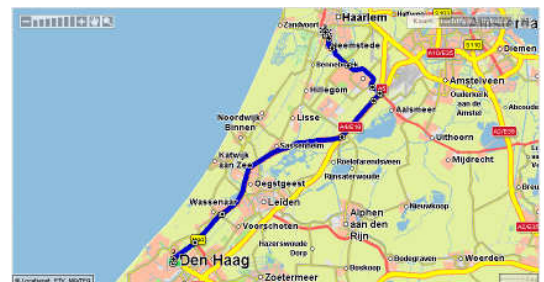 Zandvoort
Haarlem
Heemstede
Bennebroek
Diemen
Amstelveen
Hillegom
Ouderkerk
aan de
Amstel
Abcoude
Aalsmeer
Noordwijk
Binnen
Lisse
A4/E19
Uithoorn
Sassenheim
Mijdrecht
Katwijk
aan Zee
Roelofarendsveen
Rijnsaterwoude
Oegstgeest
Wassenaar
Leiden
Nieuwkoop
Alphen
aan den
Rijn
Voorschoten
Hazerswoude
Dorp
Den Haag
Bodegraven
Woerden
Boskoop
Zoetermeer